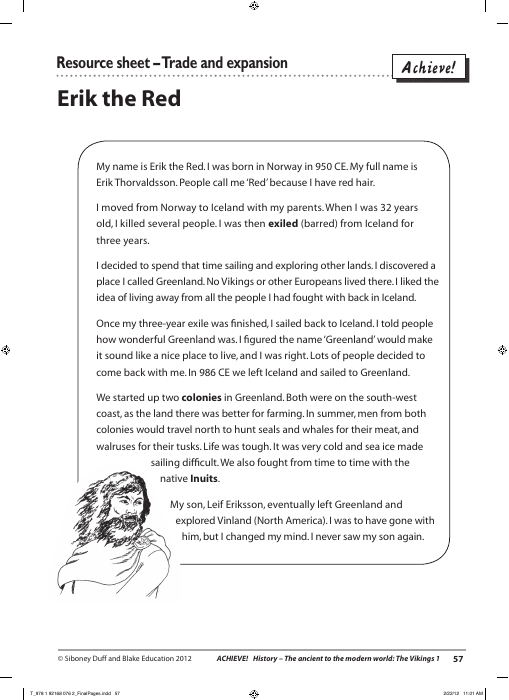 Resource sheet – Trade and expansion
Achieve!
Erik the Red
My name is Erik the Red. I was born in Norway in 950 CE. My full name is
Erik Thorvaldsson. People call me ‘Red’ because I have red hair.
I moved from Norway to Iceland with my parents. When I was 32 years
old, I killed several people. I was then exiled (barred) from Iceland for
three years.
I decided to spend that time sailing and exploring other lands. I discovered a
place I called Greenland. No Vikings or other Europeans lived there. I liked the
idea of living away from all the people I had fought with back in Iceland.
Once my three-year exile was finished, I sailed back to Iceland. I told people
how wonderful Greenland was. I figured the name ‘Greenland’ would make
it sound like a nice place to live, and I was right. Lots of people decided to
come back with me. In 986 CE we left Iceland and sailed to Greenland.
We started up two colonies in Greenland. Both were on the south-west
coast, as the land there was better for farming. In summer, men from both
colonies would travel north to hunt seals and whales for their meat, and
walruses for their tusks. Life was tough. It was very cold and sea ice made
sailing difficult. We also fought from time to time with the
native Inuits.
My son, Leif Eriksson, eventually left Greenland and
explored Vinland (North America). I was to have gone with
him, but I changed my mind. I never saw my son again.
© Siboney Duff and Blake Education 2012
ACHIEVE! History – The ancient to the modern world: The Vikings 1
57